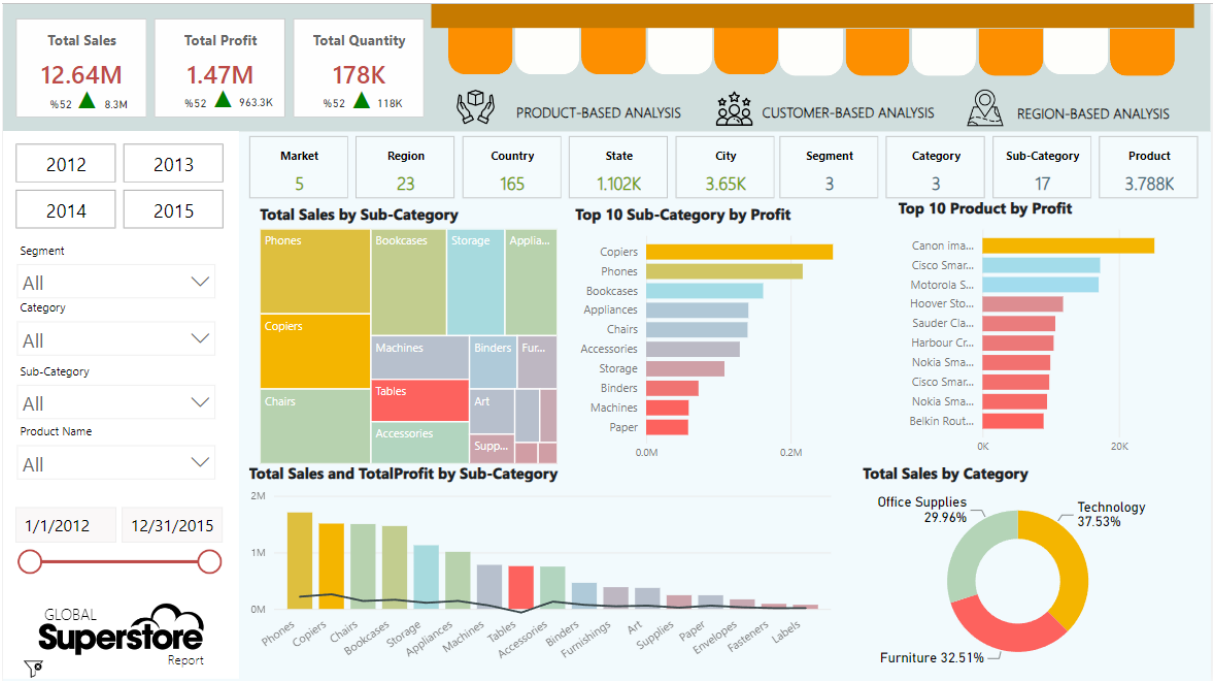 Total Sales
12.64M
%52 8.3M
Total Profit
1.47M
%52 963.3K
Total Quantity
178K
%52 118K
PRODUCT-BASED ANALYSIS
CUSTOMER-BASED ANALYSIS
REGION-BASED ANALYSIS
2012
2013
2014
2015
Segment
All
Category
All
Sub-Category
All
Product Name
All
1/1/2012
12/31/2015
GLOBAL
Superstore
Report
Market
5
Region
23
Country
165
State
1.102K
City
3.65K
Segment
3
Category
3
Sub-Category
17
Product
3.788K
Total Sales by Sub-Category
Phones
Bookcases
Storage
Applia...
Copiers
Machines
Binders
Fur...
Tables
Chairs
Art
Accessories
Supp...
Top 10 Sub-Category by Profit
Copiers
Phones
Bookcases
Appliances
Chairs
Accessories
Storage
Binders
Machines
Paper
0.0M
0.2M
Top 10 Product by Profit
Canon ima...
Cisco Smar...
Motorola S...
Hoover Sto...
Sauder Cla...
Harbour Cr...
Nokia Sma...
Cisco Smar...
Nokia Sma...
Belkin Rout...
0K
20K
Total Sales and TotalProfit by Sub-Category
2M
1M
0M
Phones
Copiers
Chairs
Bookcases
Storage
Appliances
Machines
Tables
Accessories
Binders
Furnishings
Art
Supplies
Paper
Envelopes
Fasteners
Labels
Total Sales by Category
Office Supplies
29.96%
Technology
37.53%
Furniture 32.51%